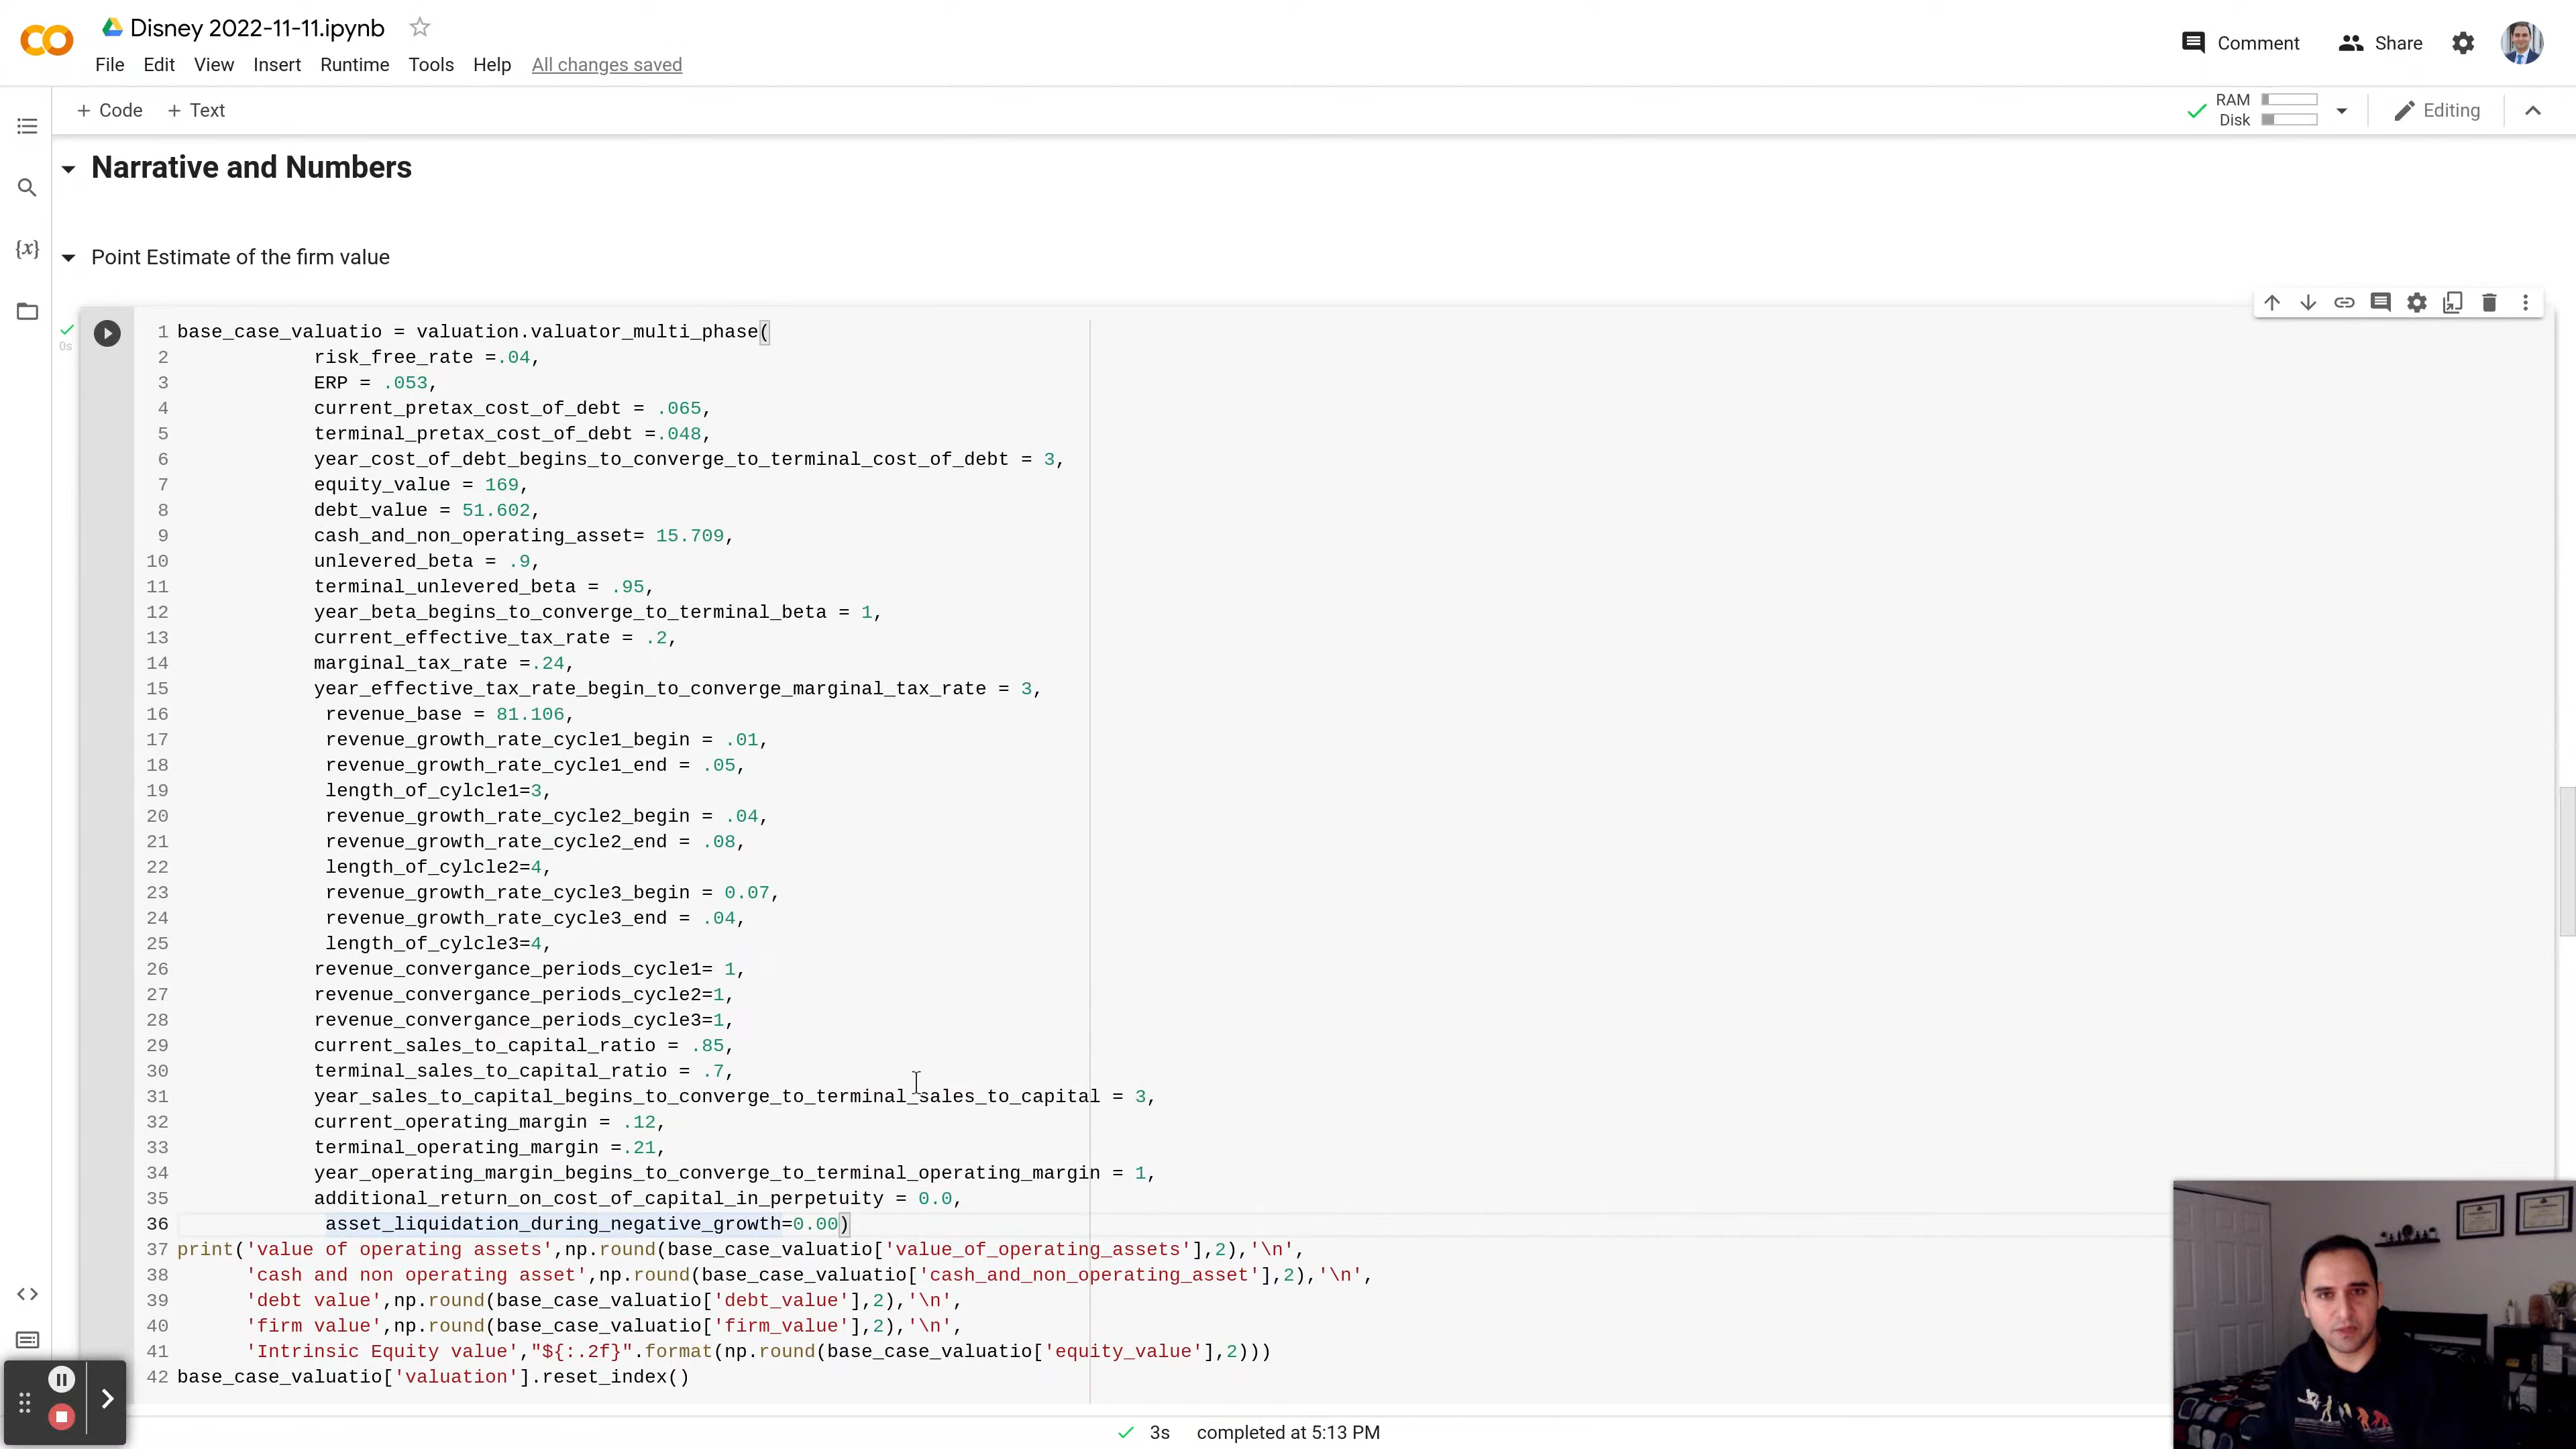 Disney 2022-11-11.ipynb
File Edit View Insert Runtime Tools Help All changes saved
Comment Share
+ Code + Text
RAM
Disk
Editing
Narrative and Numbers
Point Estimate of the firm value
{x}
0s
1 base_case_valuatio = valuation.valuator_multi_phase(
2 risk_free_rate =.04,
3 ERP = .053,
4 current_pretax_cost_of_debt = .065,
5 terminal_pretax_cost_of_debt =.048,
6 year_cost_of_debt_begins_to_converge_to_terminal_cost_of_debt = 3,
7 equity_value = 169,
8 debt_value = 51.602,
9 cash_and_non_operating_asset= 15.709,
10 unlevered_beta = .9,
11 terminal_unlevered_beta = .95,
12 year_beta_begins_to_converge_to_terminal_beta = 1,
13 current_effective_tax_rate = .2,
14 marginal_tax_rate =.24,
15 year_effective_tax_rate_begin_to_converge_marginal_tax_rate = 3,
16 revenue_base = 81.106,
17 revenue_growth_rate_cycle1_begin = .01,
18 revenue_growth_rate_cycle1_end = .05,
19 length_of_cylcle1=3,
20 revenue_growth_rate_cycle2_begin = .04,
21 revenue_growth_rate_cycle2_end = .08,
22 length_of_cylcle2=4,
23 revenue_growth_rate_cycle3_begin = 0.07,
24 revenue_growth_rate_cycle3_end = .04,
25 length_of_cylcle3=4,
26 revenue_convergance_periods_cycle1= 1,
27 revenue_convergance_periods_cycle2=1,
28 revenue_convergance_periods_cycle3=1,
29 current_sales_to_capital_ratio = .85,
30 terminal_sales_to_capital_ratio = .7,
31 year_sales_to_capital_begins_to_converge_to_terminal_sales_to_capital = 3,
32 current_operating_margin = .12,
33 terminal_operating_margin =.21,
34 year_operating_margin_begins_to_converge_to_terminal_operating_margin = 1,
35 additional_return_on_cost_of_capital_in_perpetuity = 0.0,
36 asset_liquidation_during_negative_growth=0.00)
37 print('value of operating assets',np.round(base_case_valuatio['value_of_operating_assets'],2),'\n',
38 'cash and non operating asset',np.round(base_case_valuatio['cash_and_non_operating_asset'],2),'\n',
39 'debt value',np.round(base_case_valuatio['debt_value'],2),'\n',
40 'firm value',np.round(base_case_valuatio['firm_value'],2),'\n',
41 'Intrinsic Equity value',"${:.2f}".format(np.round(base_case_valuatio['equity_value'],2)))
42 base_case_valuatio['valuation'].reset_index()
3s completed at 5:13 PM